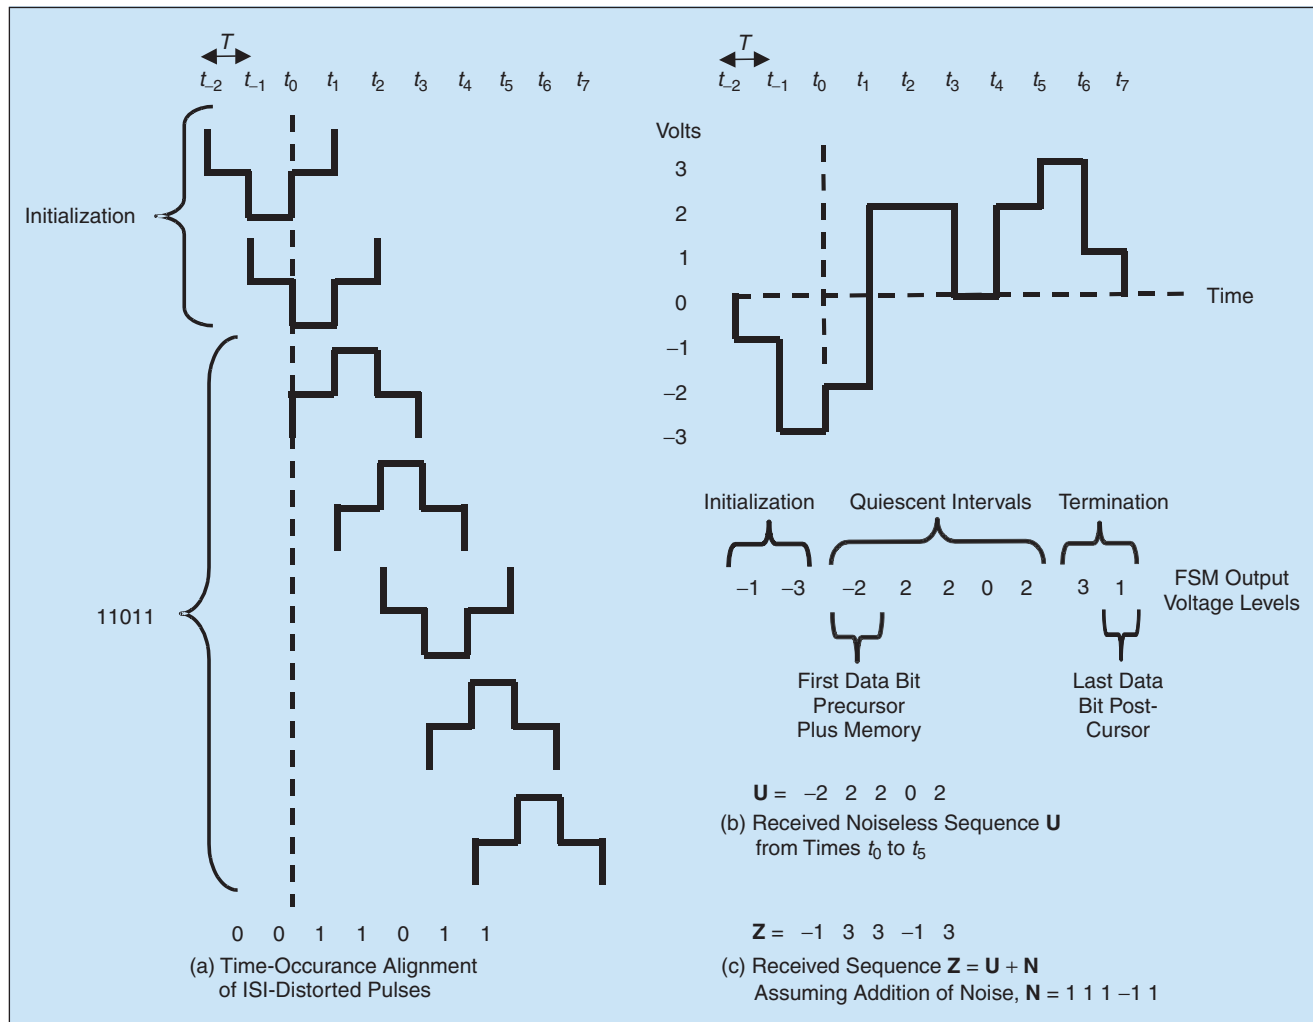 T
t₋₂ t₋₁ t₀ t₁ t₂ t₃ t₄ t₅ t₆ t₇
Initialization
11011
0 0 1 1 0 1 1
(a) Time-Occurance Alignment
of ISI-Distorted Pulses
T
t₋₂ t₋₁ t₀ t₁ t₂ t₃ t₄ t₅ t₆ t₇
Volts
3
2
1
0
–1
–2
–3
Time
Initialization Quiescent Intervals Termination
–1 –3 –2 2 2 0 2 3 1
FSM Output
Voltage Levels
First Data Bit
Precursor
Plus Memory
Last Data
Bit Post-
Cursor
U = –2 2 2 0 2
(b) Received Noiseless Sequence U
from Times t₀ to t₅
Z = –1 3 3 –1 3
(c) Received Sequence Z = U + N
Assuming Addition of Noise, N = 1 1 1 –1 1